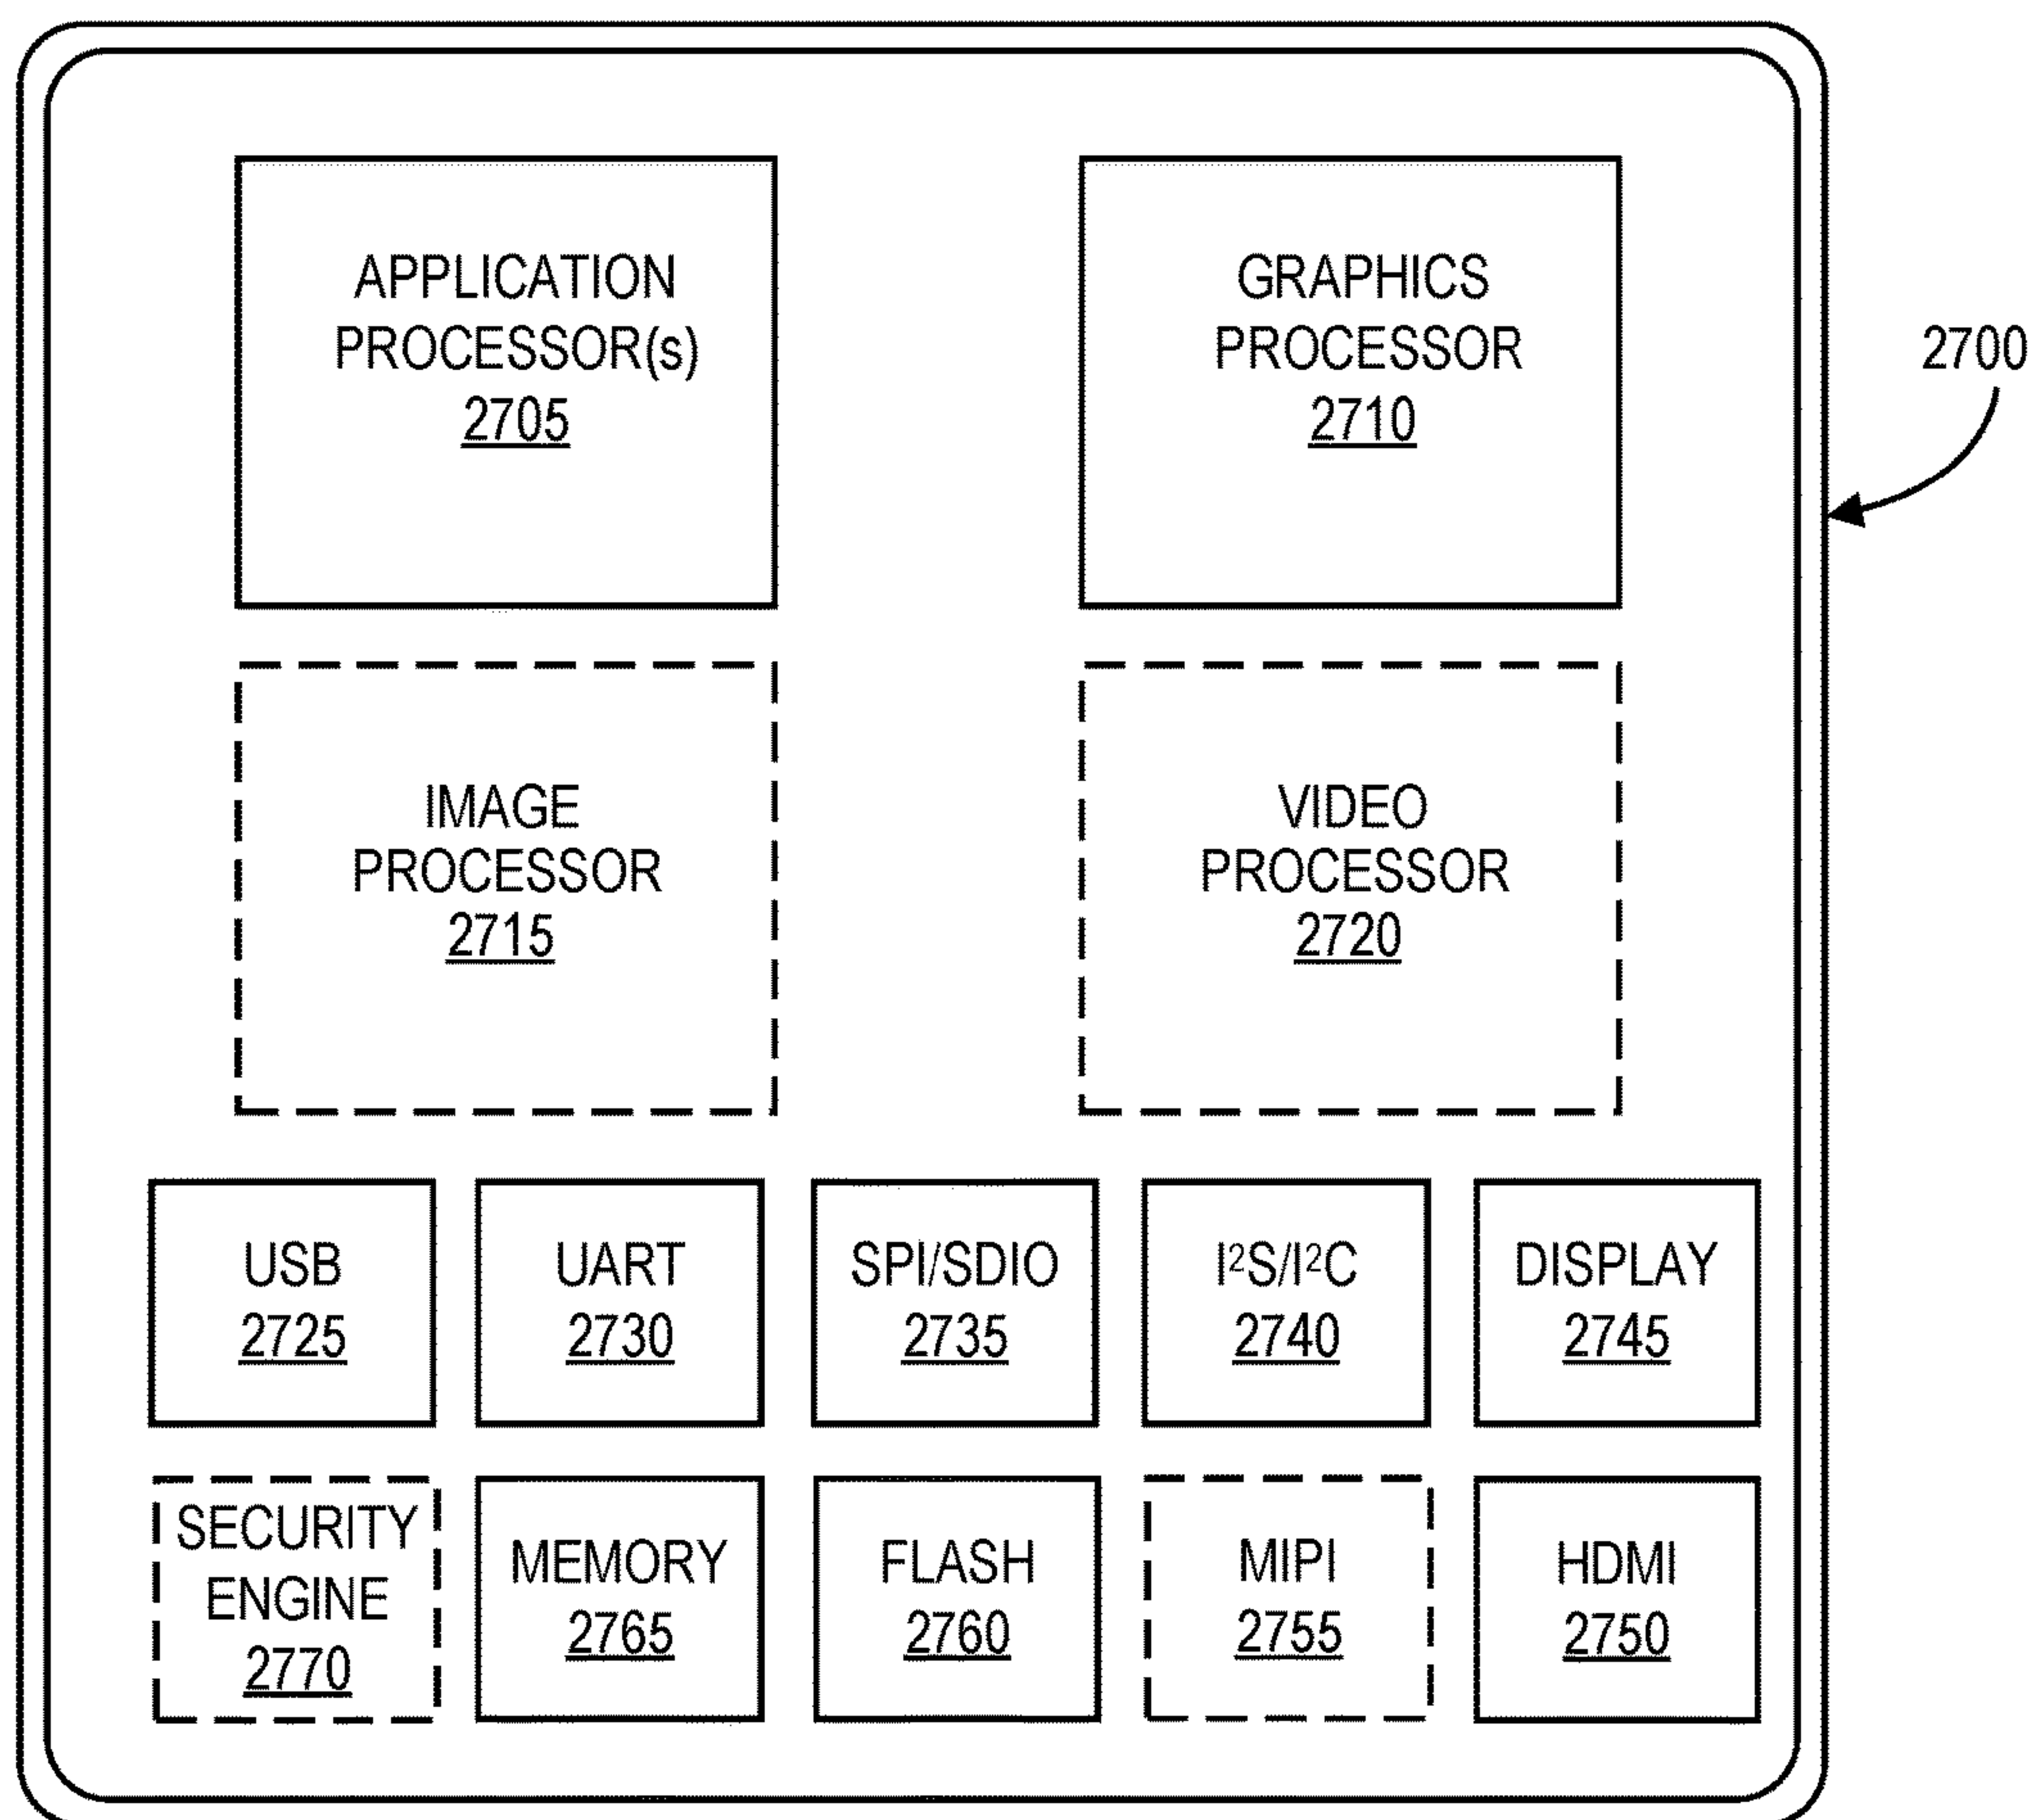 APPLICATION
PROCESSOR(s)
2705
GRAPHICS
PROCESSOR
2710
2700
IMAGE
PROCESSOR
2715
VIDEO
PROCESSOR
2720
USB
2725
UART
2730
SPI/SDIO
2735
I²S/I²C
2740
DISPLAY
2745
SECURITY
ENGINE
2770
MEMORY
2765
FLASH
2760
MIPI
2755
HDMI
2750